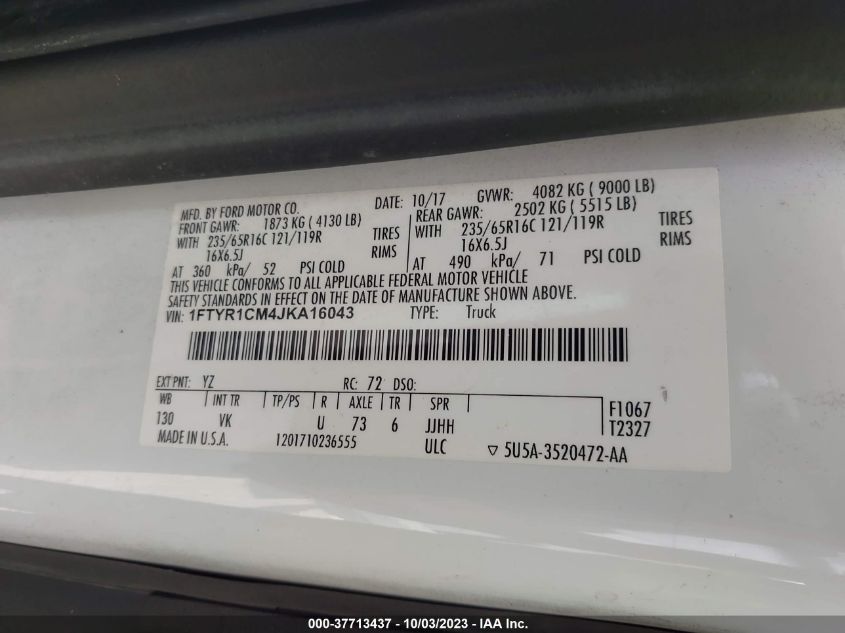 MFD. BY FORD MOTOR CO. DATE: 10/17 GVWR: 4082 KG ( 9000 LB)
FRONT GAWR: 1873 KG ( 4130 LB) REAR GAWR: 2502 KG ( 5515 LB)
WITH 235/65R16C 121/119R TIRES WITH 235/65R16C 121/119R TIRES
16X6.5J RIMS 16X6.5J RIMS
AT 360 kPa/ 52 PSI COLD AT 490 kPa/ 71 PSI COLD
THIS VEHICLE CONFORMS TO ALL APPLICABLE FEDERAL MOTOR VEHICLE
SAFETY STANDARDS IN EFFECT ON THE DATE OF MANUFACTURE SHOWN ABOVE.
VIN: 1FTYR1CM4JKA16043 TYPE: Truck
EXT PNT: YZ RC: 72 DSO:
WB INT TR TP/PS R AXLE TR SPR F1067
130 VK U 73 6 JJHH T2327
MADE IN U.S.A. 1201710236555 ULC ▽ 5U5A-3520472-AA
000-37713437 - 10/03/2023 - IAAI.com